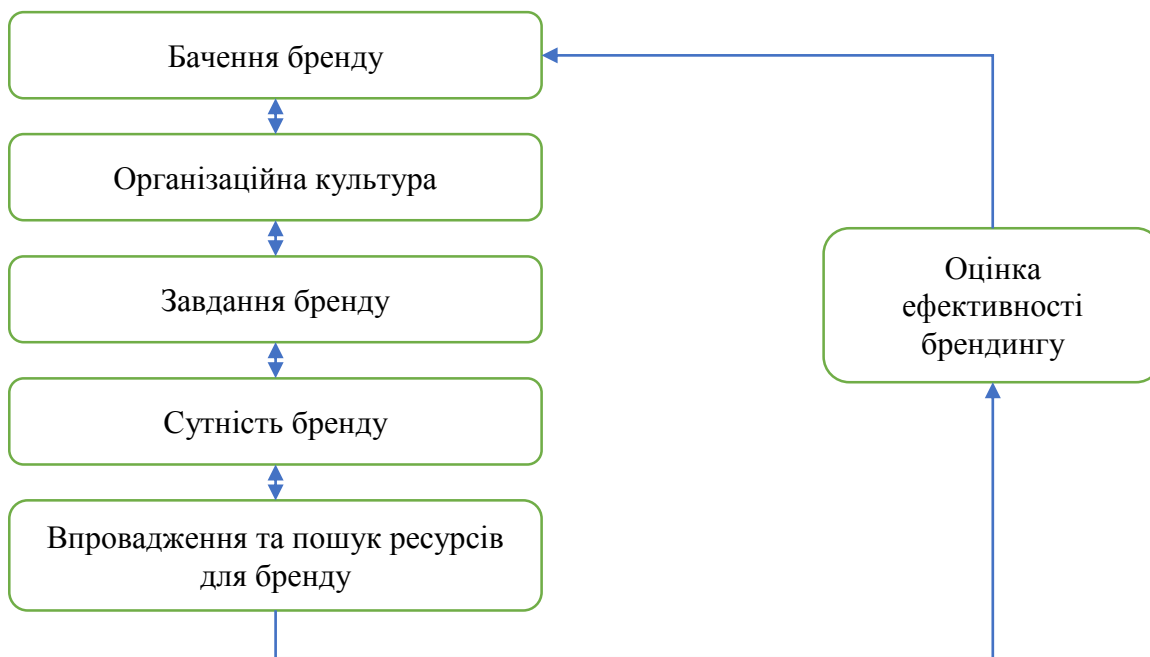 Бачення бренду
Організаційна культура
Завдання бренду
Сутність бренду
Впровадження та пошук ресурсів
для бренду
Оцінка
ефективності
брендингу